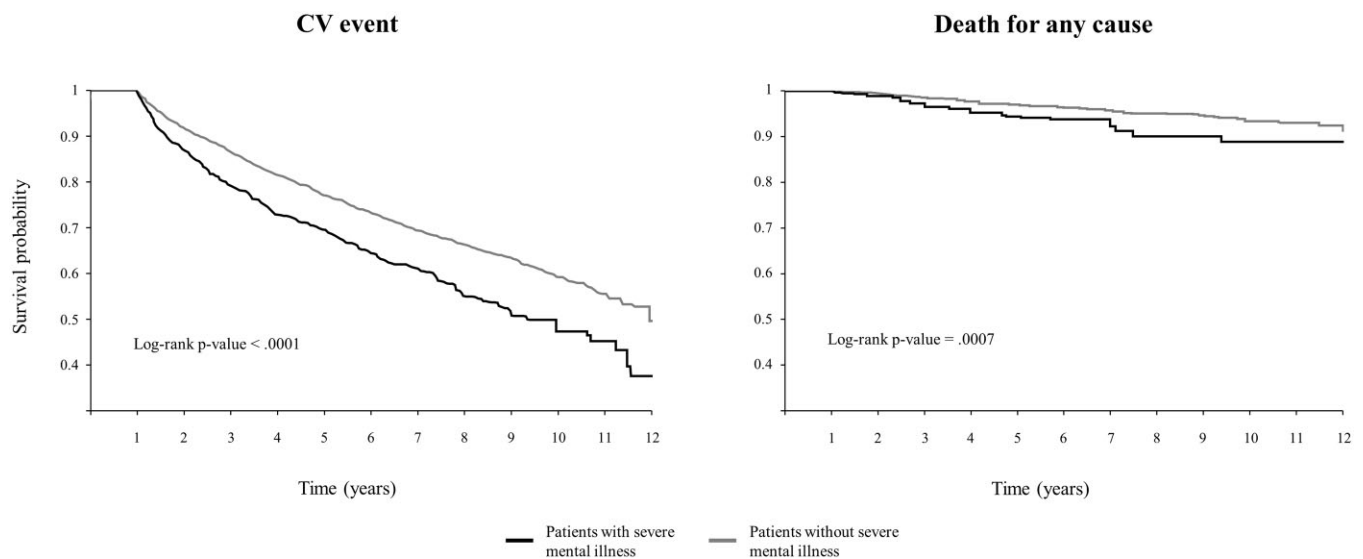 CV event
Death for any cause
Survival probability
1
0.9
0.8
0.7
0.6
0.5
0.4
Log-rank p-value < .0001
1 2 3 4 5 6 7 8 9 10 11 12
Time (years)
1
0.9
0.8
0.7
0.6
0.5
0.4
Log-rank p-value = .0007
1 2 3 4 5 6 7 8 9 10 11 12
Time (years)
Patients with severe
mental illness
Patients without severe
mental illness